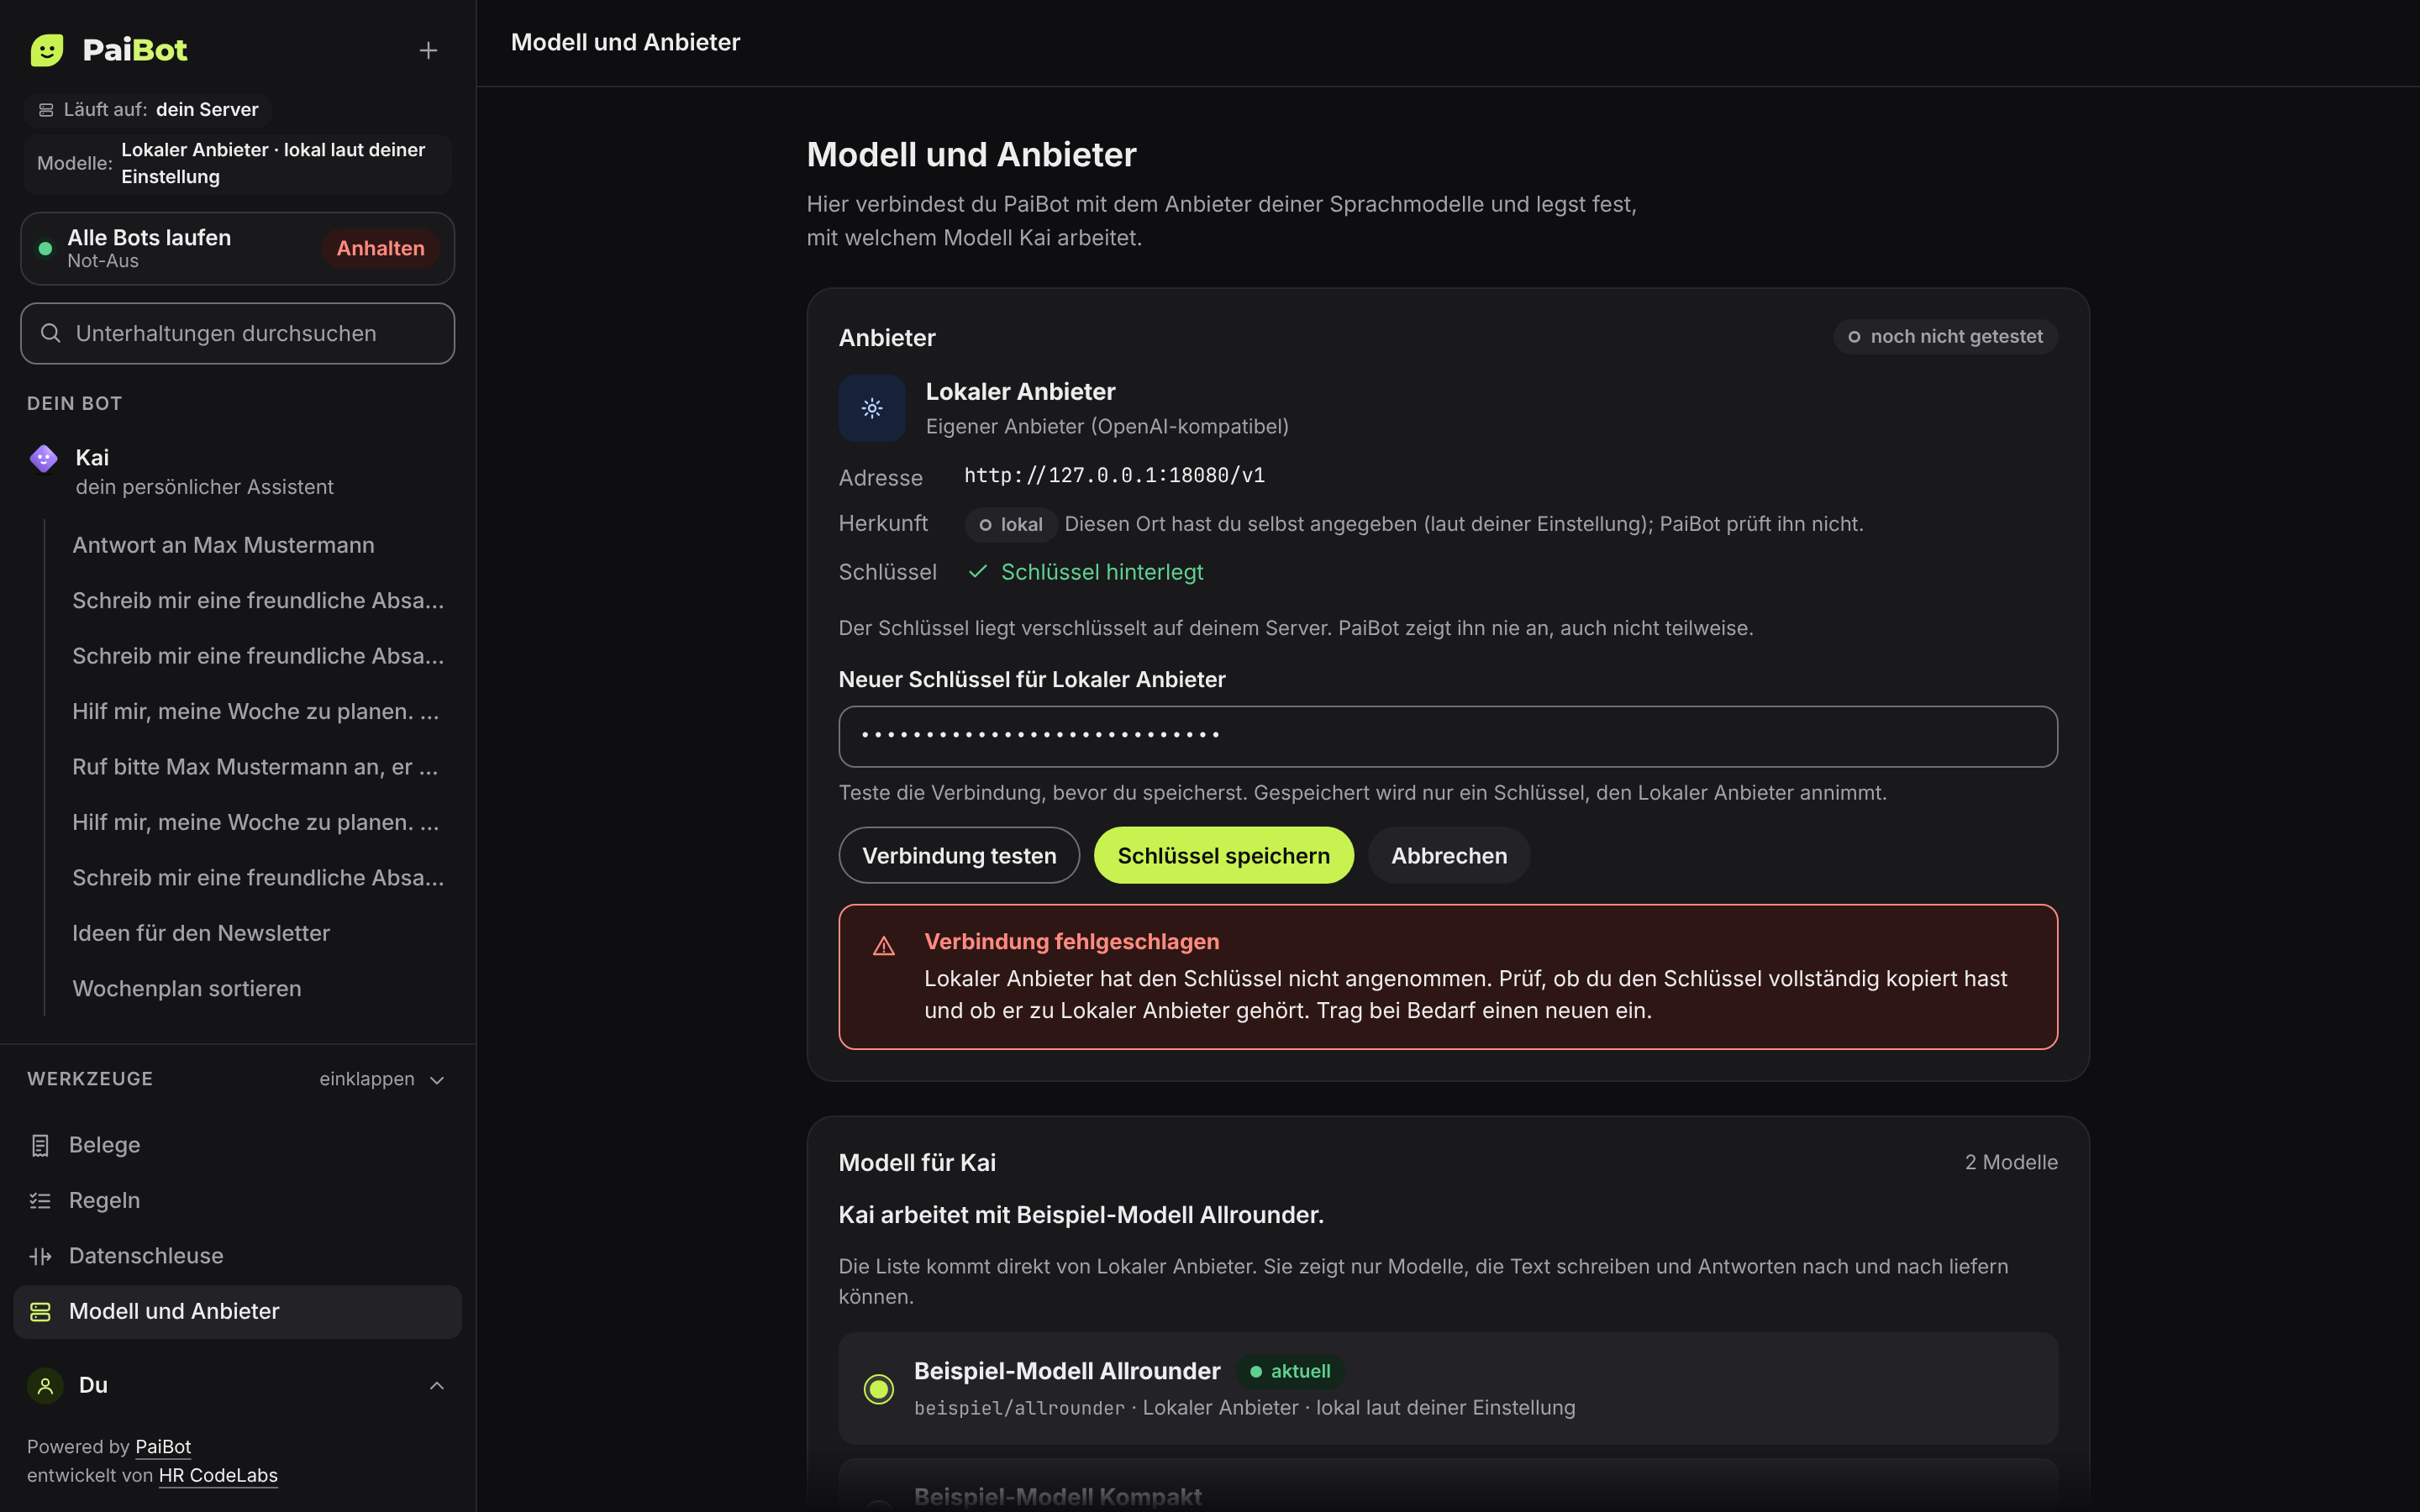 PaiBot
Läuft auf: dein Server
Modelle: Lokaler Anbieter · lokal laut deiner
Einstellung
Alle Bots laufen
Not-Aus
Anhalten
Unterhaltungen durchsuchen
DEIN BOT
Kai
dein persönlicher Assistent
Antwort an Max Mustermann
Schreib mir eine freundliche Absa...
Schreib mir eine freundliche Absa...
Hilf mir, meine Woche zu planen. ...
Ruf bitte Max Mustermann an, er ...
Hilf mir, meine Woche zu planen. ...
Schreib mir eine freundliche Absa...
Ideen für den Newsletter
Wochenplan sortieren
WERKZEUGE einklappen
Belege
Regeln
Datenschleuse
Modell und Anbieter
Du
Powered by PaiBot
entwickelt von HR CodeLabs
Modell und Anbieter
Modell und Anbieter
Hier verbindest du PaiBot mit dem Anbieter deiner Sprachmodelle und legst fest,
mit welchem Modell Kai arbeitet.
Anbieter noch nicht getestet
Lokaler Anbieter
Eigener Anbieter (OpenAI-kompatibel)
Adresse http://127.0.0.1:18080/v1
Herkunft lokal Diesen Ort hast du selbst angegeben (laut deiner Einstellung); PaiBot prüft ihn nicht.
Schlüssel Schlüssel hinterlegt
Der Schlüssel liegt verschlüsselt auf deinem Server. PaiBot zeigt ihn nie an, auch nicht teilweise.
Neuer Schlüssel für Lokaler Anbieter
Teste die Verbindung, bevor du speicherst. Gespeichert wird nur ein Schlüssel, den Lokaler Anbieter annimmt.
Verbindung testen Schlüssel speichern Abbrechen
Verbindung fehlgeschlagen
Lokaler Anbieter hat den Schlüssel nicht angenommen. Prüf, ob du den Schlüssel vollständig kopiert hast
und ob er zu Lokaler Anbieter gehört. Trag bei Bedarf einen neuen ein.
Modell für Kai 2 Modelle
Kai arbeitet mit Beispiel-Modell Allrounder.
Die Liste kommt direkt von Lokaler Anbieter. Sie zeigt nur Modelle, die Text schreiben und Antworten nach und nach liefern
können.
Beispiel-Modell Allrounder aktuell
beispiel/allrounder · Lokaler Anbieter · lokal laut deiner Einstellung
Beispiel-Modell Kompakt